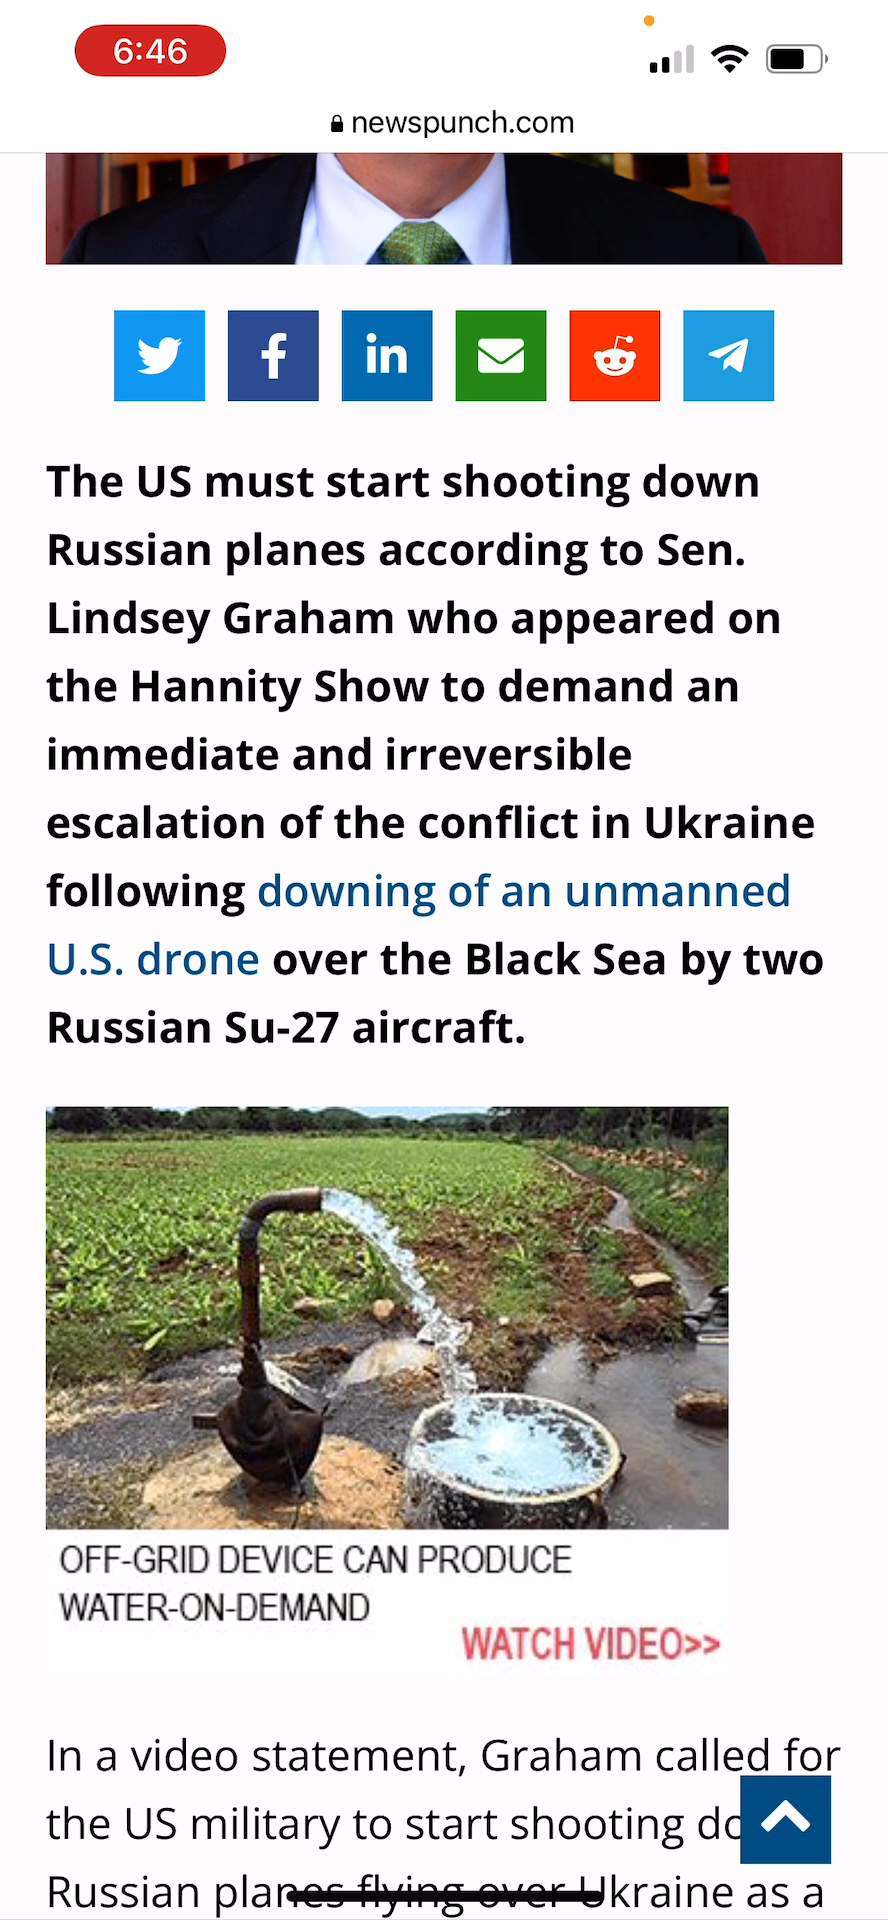 6:46
newspunch.com
in
The US must start shooting down
Russian planes according to Sen.
Lindsey Graham who appeared on
the Hannity Show to demand an
immediate and irreversible
escalation of the conflict in Ukraine
following downing of an unmanned
U.S. drone over the Black Sea by two
Russian Su-27 aircraft.
OFF-GRID DEVICE CAN PRODUCE
WATER-ON-DEMAND
WATCH VIDEO>>
In a video statement, Graham called for
the US military to start shooting do
Russian planes flying over Ukraine as a